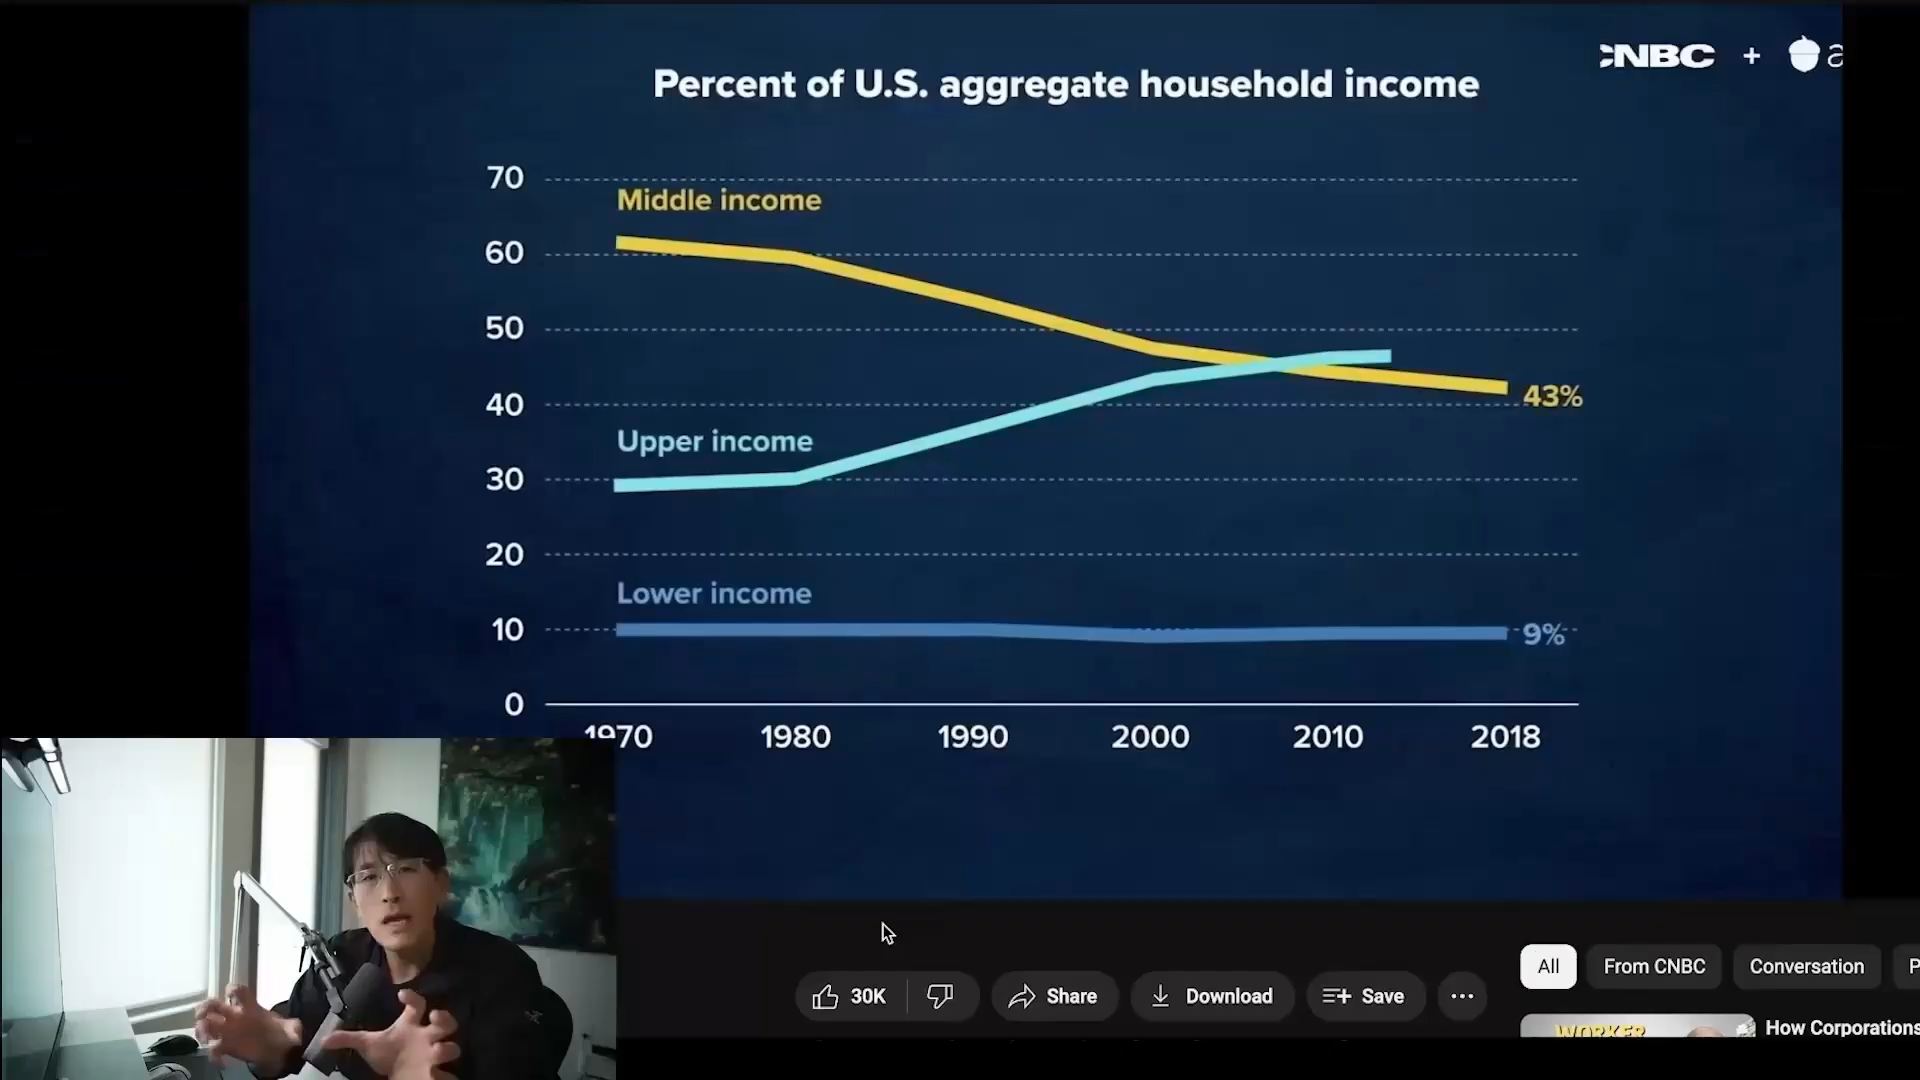 CNBC + a
Percent of U.S. aggregate household income
70
Middle income
60
50
43%
40
Upper income
30
20
Lower income
10
9%
0
1970 1980 1990 2000 2010 2018
30K Share Download Save
All From CNBC Conversation P
WORKER
How Corporations